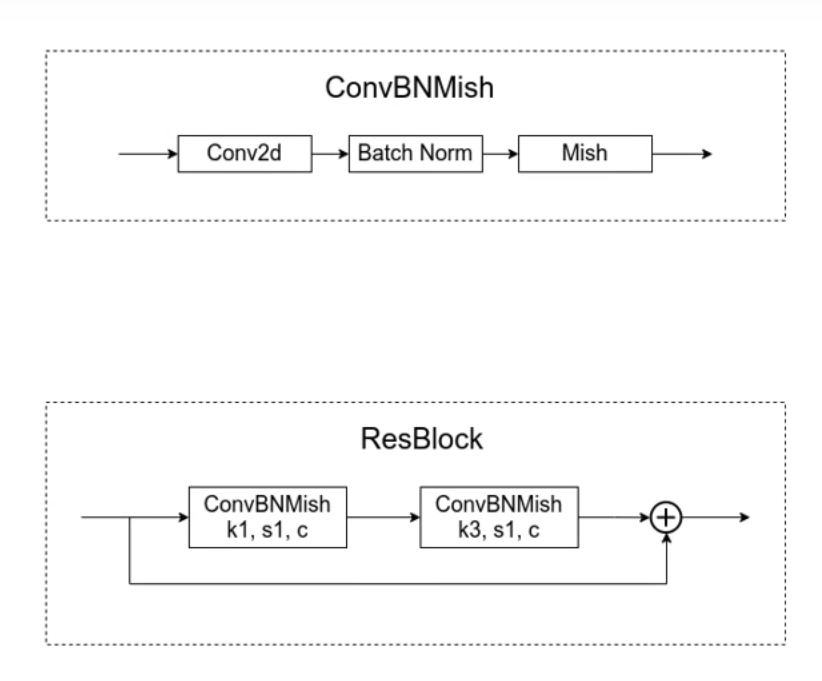 ConvBNMish
Conv2d
Batch Norm
Mish
ResBlock
ConvBNMish
k1, s1, c
ConvBNMish
k3, s1, c